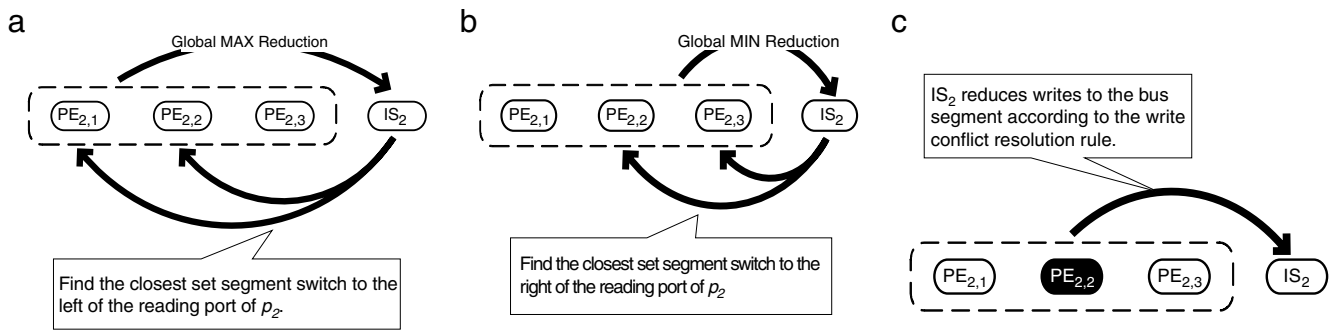 a
Global MAX Reduction
PE2,1
PE2,2
PE2,3
IS2
Find the closest set segment switch to the
left of the reading port of p2.
b
Global MIN Reduction
PE2,1
PE2,2
PE2,3
IS2
Find the closest set segment switch to the
right of the reading port of p2
c
IS2 reduces writes to the bus
segment according to the write
conflict resolution rule.
PE2,1
PE2,2
PE2,3
IS2